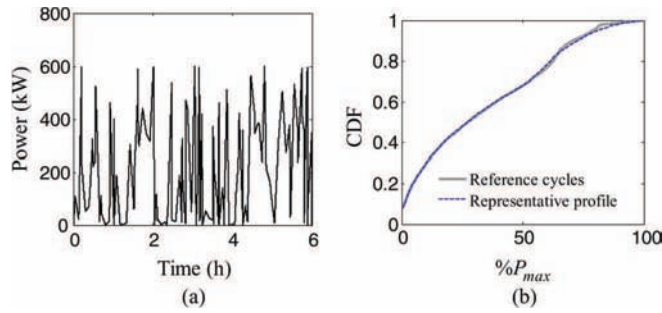 800
600
400
200
0
Power (kW)
0
2
4
6
Time (h)
(a)
1
0.8
0.6
0.4
0.2
CDF
Reference cycles
Representative profile
0
50
100
%Pmax
(b)